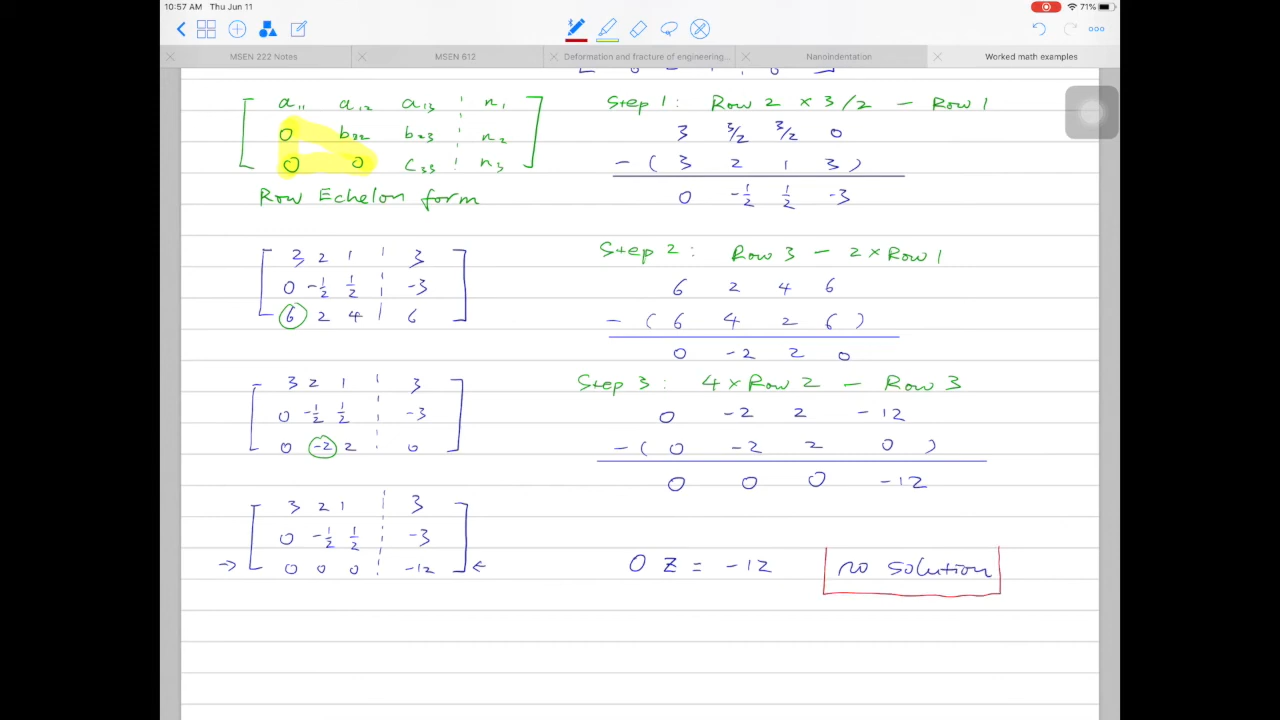 10:57 AM Thu Jun 11
71%
MSEN 222 Notes
MSEN 612
Deformation and fracture of engineering...
Nanoindentation
Worked math examples
a₁₁ a₁₂ a₁₃ n₁
0 b₂₂ b₂₃ n₂
0 0 c₃₃ n₃
Row Echelon form
3 2 1 3
0 -1/2 1/2 -3
6 2 4 6
3 2 1 3
0 -1/2 1/2 -3
0 -2 2 0
3 2 1 3
0 -1/2 1/2 -3
→ 0 0 0 -12 ←
Step 1: Row 2 × 3/2 - Row 1
3 3/2 3/2 0
- ( 3 2 1 3 )
0 -1/2 1/2 -3
Step 2: Row 3 - 2 × Row 1
6 2 4 6
- ( 6 4 2 6 )
0 -2 2 0
Step 3: 4 × Row 2 - Row 3
0 -2 2 -12
- ( 0 -2 2 0 )
0 0 0 -12
0 z = -12
no solution